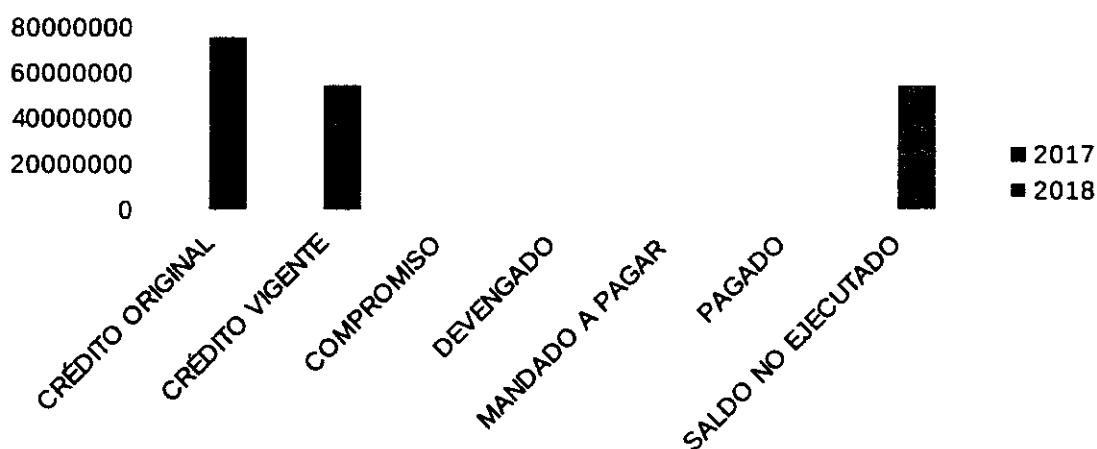 80000000
60000000
40000000
20000000
0
CRÉDITO ORIGINAL
CRÉDITO VIGENTE
COMPROMISO
DEVENGADO
MANDADO A PAGAR
PAGADO
SALDO NO EJECUTADO
2017
2018